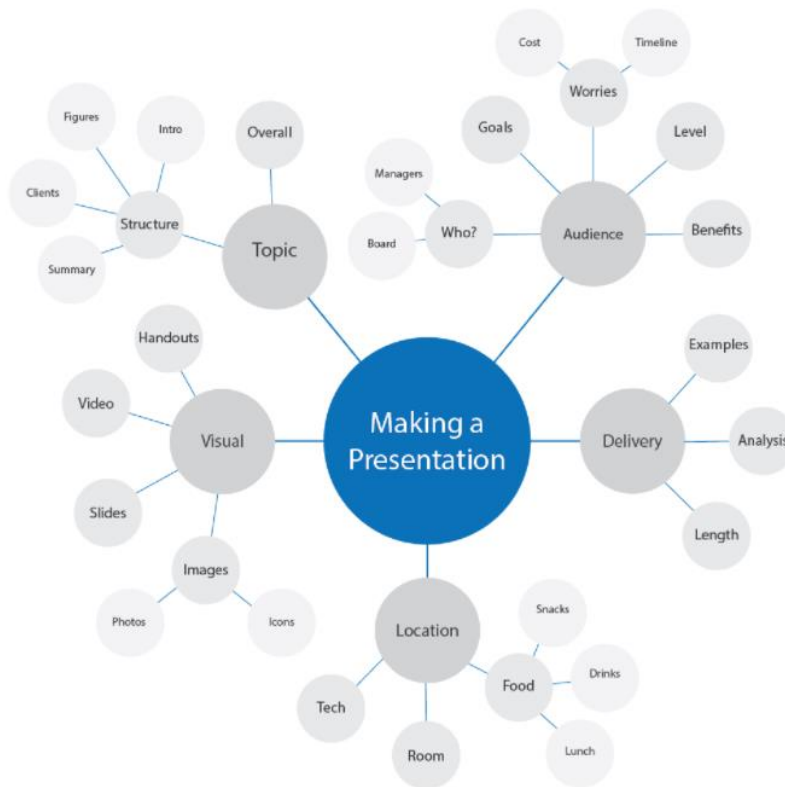 Making a
Presentation
Topic
Overall
Structure
Intro
Figures
Clients
Summary
Audience
Who?
Managers
Board
Goals
Worries
Cost
Timeline
Level
Benefits
Delivery
Examples
Analysis
Length
Location
Food
Snacks
Drinks
Lunch
Room
Tech
Visual
Handouts
Video
Slides
Images
Photos
Icons